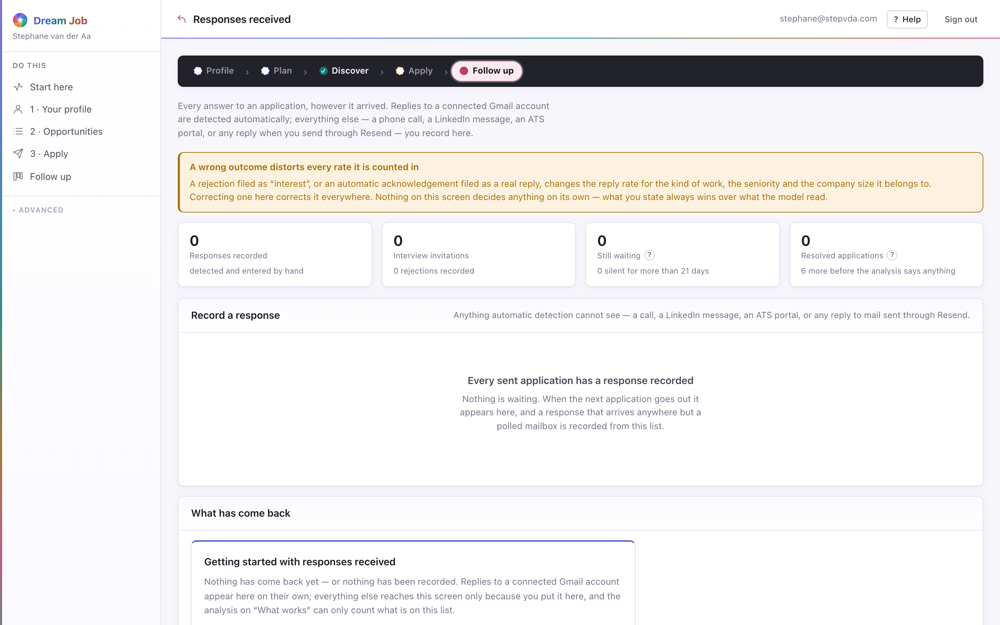 Dream Job
Stephane van der Aa
DO THIS
Start here
1 · Your profile
2 · Opportunities
3 · Apply
Follow up
ADVANCED
Responses received
stephane@stepvda.com
? Help
Sign out
Profile › Plan › Discover › Apply › Follow up
Every answer to an application, however it arrived. Replies to a connected Gmail account
are detected automatically; everything else — a phone call, a LinkedIn message, an ATS
portal, or any reply when you send through Resend — you record here.
A wrong outcome distorts every rate it is counted in
A rejection filed as “interest”, or an automatic acknowledgement filed as a real reply, changes the reply rate for the kind of work, the seniority and the company size it belongs to.
Correcting one here corrects it everywhere. Nothing on this screen decides anything on its own — what you state always wins over what the model read.
0
Responses recorded
detected and entered by hand
0
Interview invitations
0 rejections recorded
0
Still waiting ?
0 silent for more than 21 days
0
Resolved applications ?
6 more before the analysis says anything
Record a response
Anything automatic detection cannot see — a call, a LinkedIn message, an ATS portal, or any reply to mail sent through Resend.
Every sent application has a response recorded
Nothing is waiting. When the next application goes out it
appears here, and a response that arrives anywhere but a
polled mailbox is recorded from this list.
What has come back
Getting started with responses received
Nothing has come back yet — or nothing has been recorded. Replies to a connected Gmail account
appear here on their own; everything else reaches this screen only because you put it here, and the
analysis on “What works” can only count what is on this list.